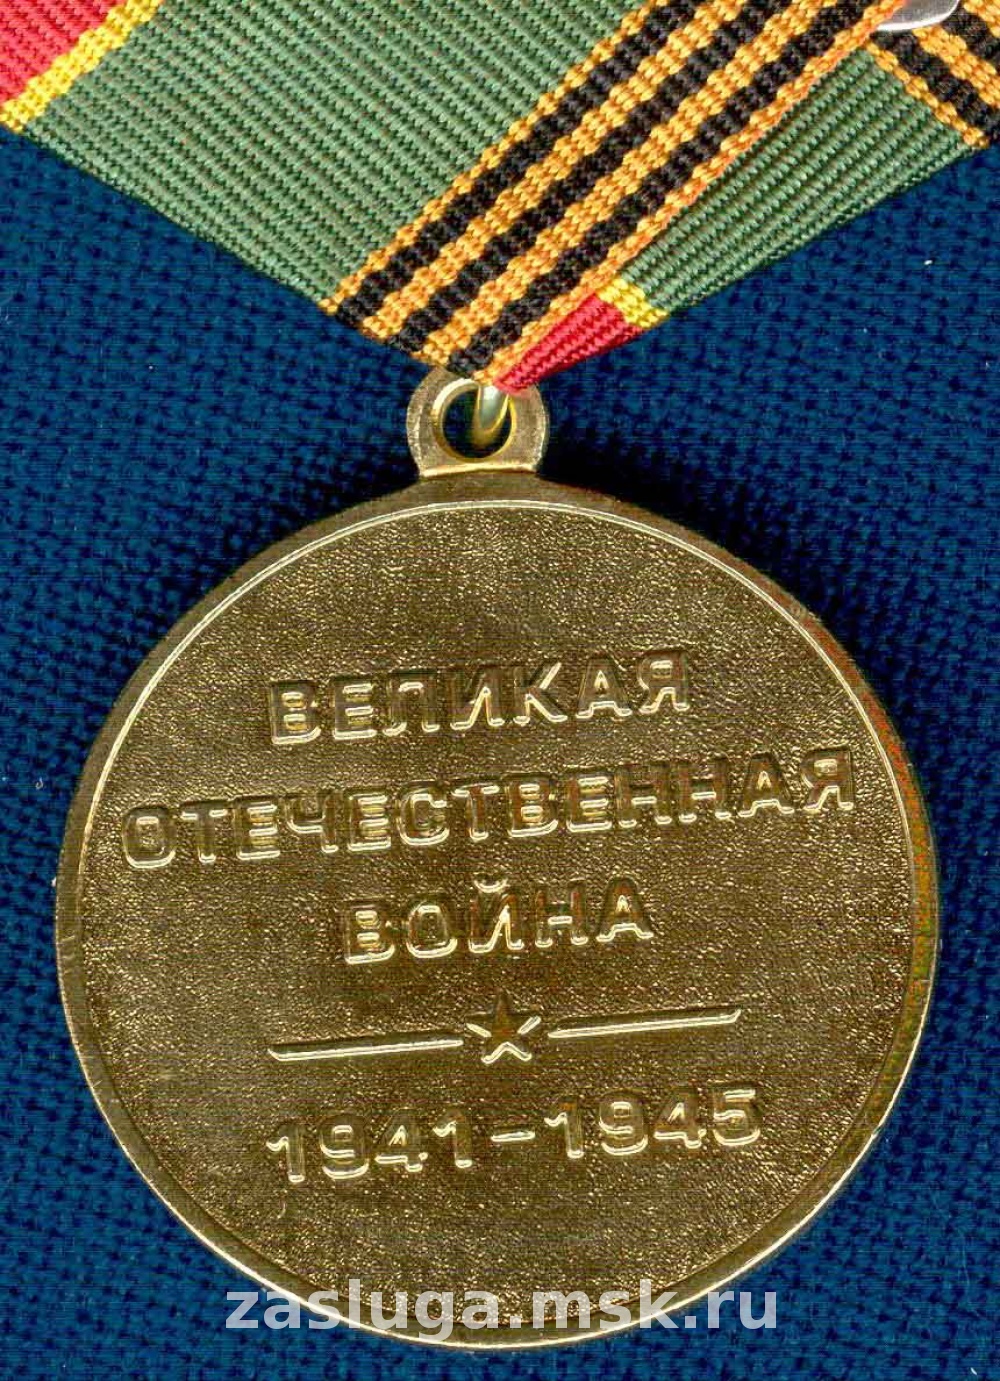 ВЕЛИКАЯ
ОТЕЧЕСТВЕННАЯ
ВОЙНА
1941-1945
zasluga.msk.ru